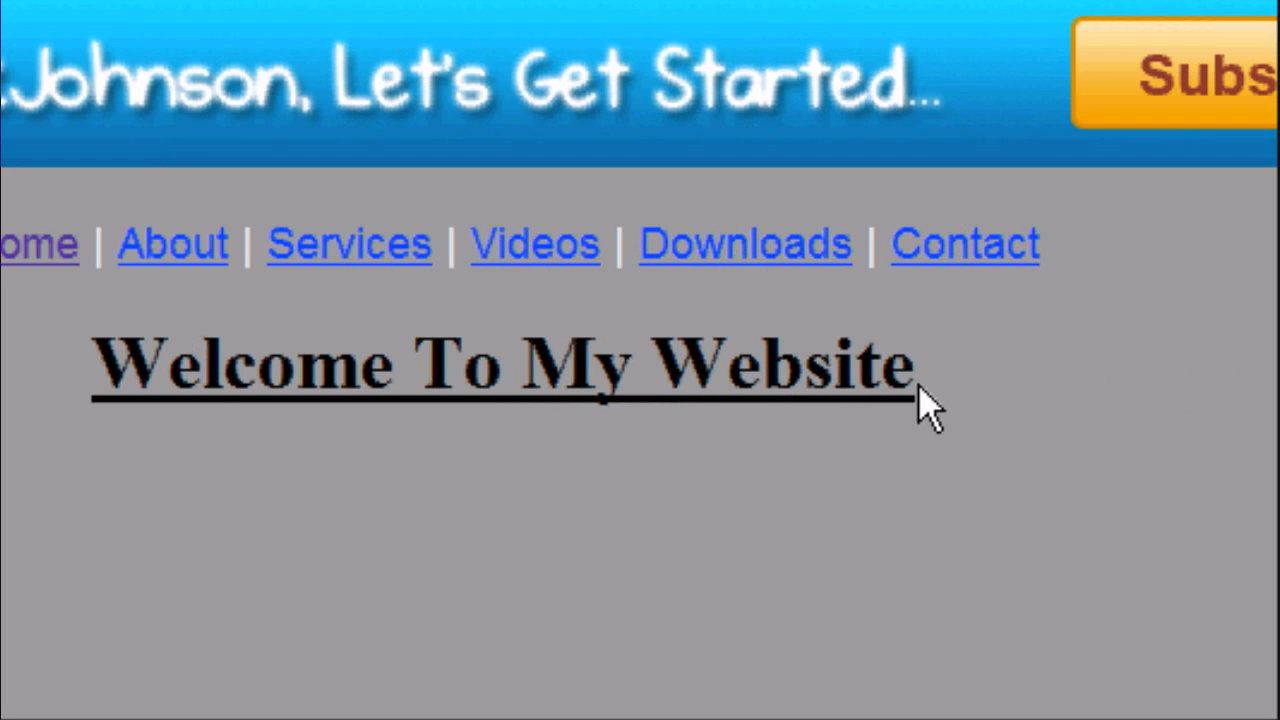 Johnson, Let's Get Started...
Subs
ome | About | Services | Videos | Downloads | Contact
Welcome To My Website